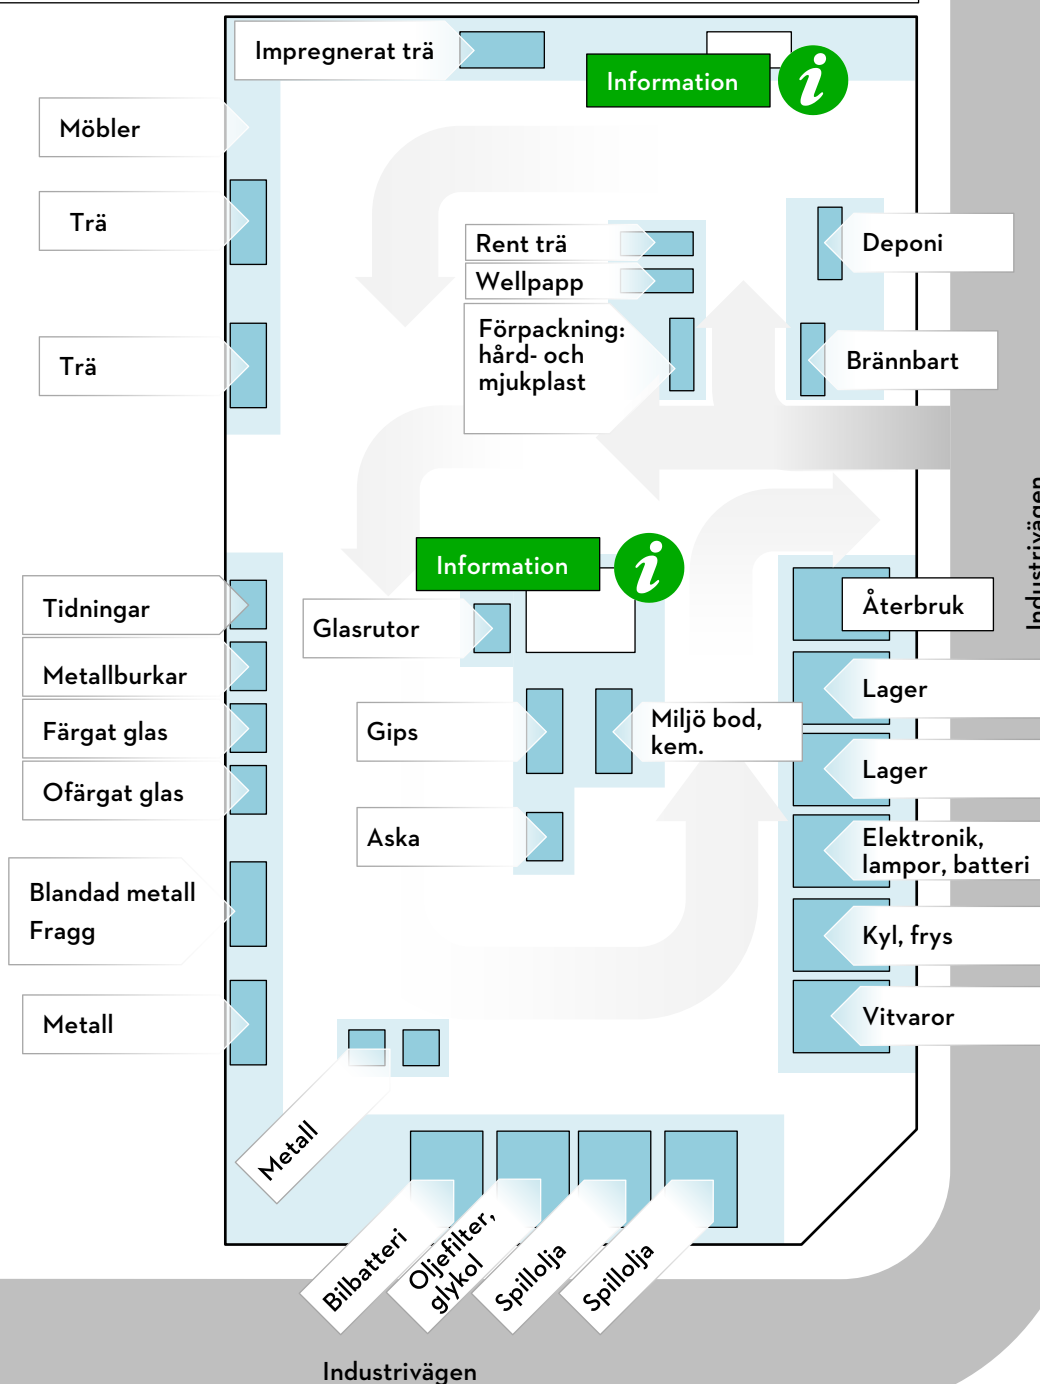 Impregnerat trä
Information
Möbler
Trä
Rent trä
Deponi
Wellpapp
Förpackning:
hård- och
mjukplast
Trä
Brännbart
Industrivägen
Information
Tidningar
Glasrutor
Återbruk
Metallburkar
Lager
Färgat glas
Gips
Miljö bod,
kem.
Lager
Ofärgat glas
Aska
Elektronik,
lampor, batteri
Blandad metall
Fragg
Kyl, frys
Metall
Vitvaror
Metall
Bilbatteri
Oljefilter,
glykol
Spillolja
Spillolja
Industrivägen